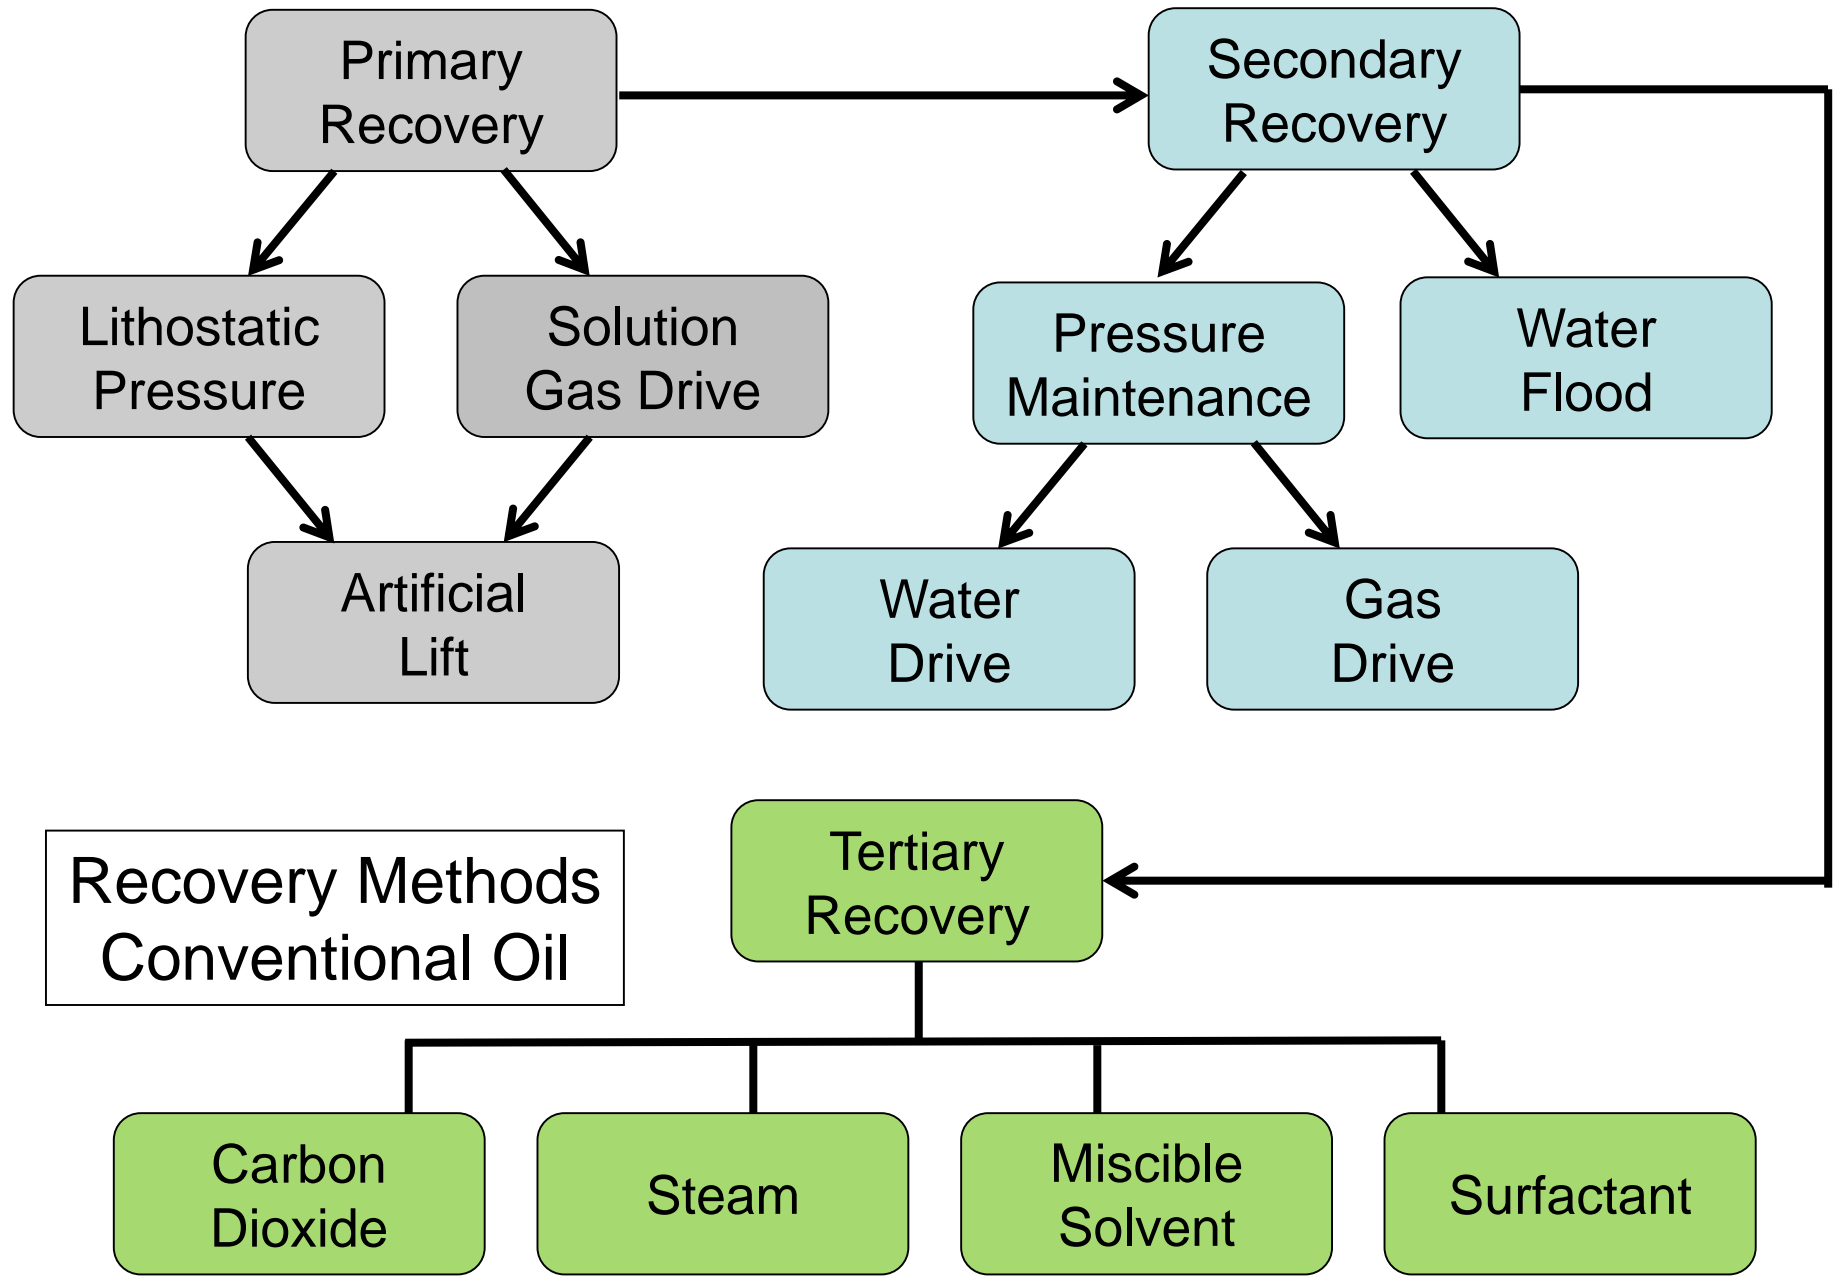 Primary
Recovery
Secondary
Recovery
Lithostatic
Pressure
Solution
Gas Drive
Pressure
Maintenance
Water
Flood
Artificial
Lift
Water
Drive
Gas
Drive
Recovery Methods
Conventional Oil
Tertiary
Recovery
Carbon
Dioxide
Steam
Miscible
Solvent
Surfactant